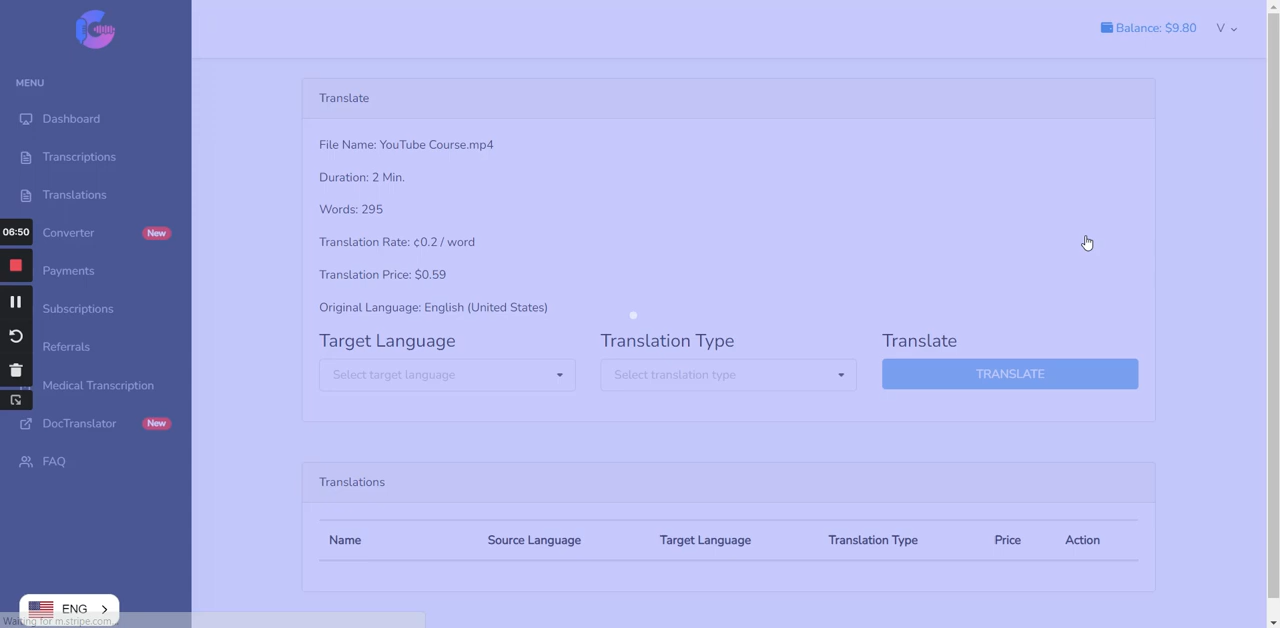 Balance: $9.80
V
MENU
Dashboard
Transcriptions
Translations
Converter New
Payments
Subscriptions
Referrals
Medical Transcription
DocTranslator New
FAQ
06:50
ENG
Waiting for m.stripe.com...
Translate
File Name: YouTube Course.mp4
Duration: 2 Min.
Words: 295
Translation Rate: ¢0.2 / word
Translation Price: $0.59
Original Language: English (United States)
Target Language
Select target language
Translation Type
Select translation type
Translate
TRANSLATE
Translations
Name Source Language Target Language Translation Type Price Action